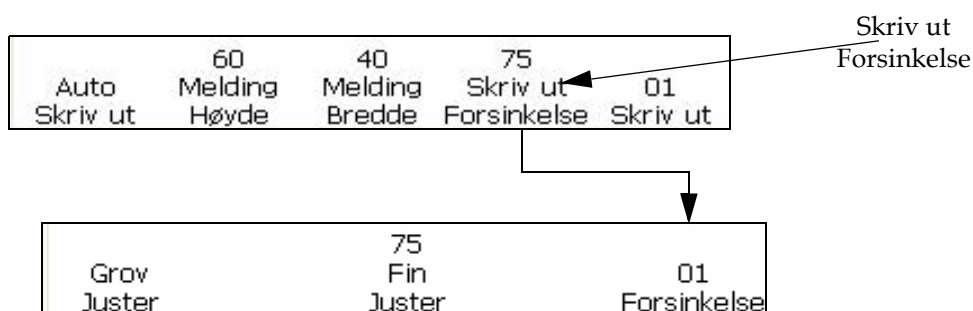 Skriv ut
Forsinkelse
60 40 75
Auto Melding Melding Skriv ut 01
Skriv ut Høyde Bredde Forsinkelse Skriv ut
75
Grov Fin 01
Juster Juster Forsinkelse